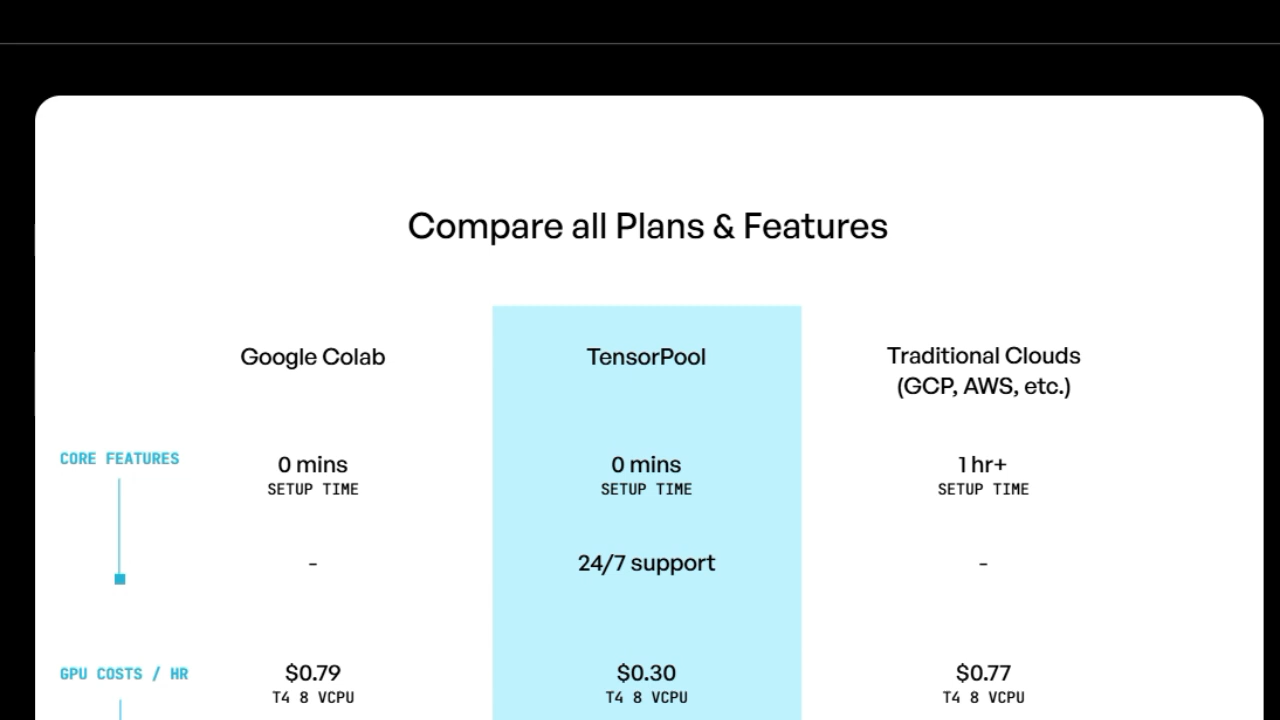 Compare all Plans & Features
Google Colab
TensorPool
Traditional Clouds
(GCP, AWS, etc.)
CORE FEATURES
0 mins
SETUP TIME
0 mins
SETUP TIME
1 hr+
SETUP TIME
-
24/7 support
-
GPU COSTS / HR
$0.79
T4 8 VCPU
$0.30
T4 8 VCPU
$0.77
T4 8 VCPU